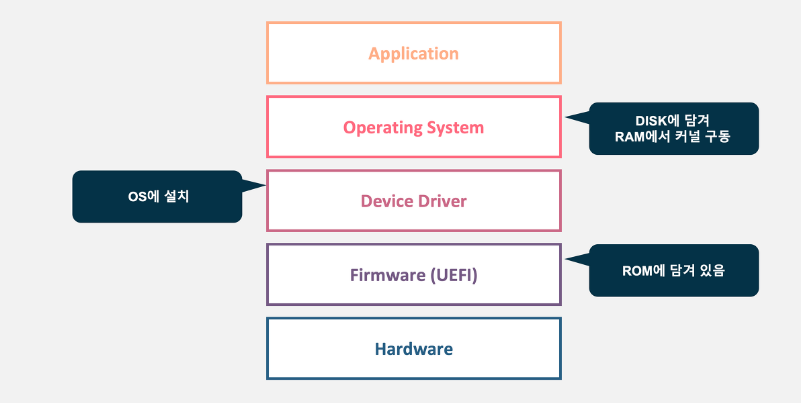 Application
Operating System
DISK에 담겨
RAM에서 커널 구동
OS에 설치
Device Driver
Firmware (UEFI)
ROM에 담겨 있음
Hardware